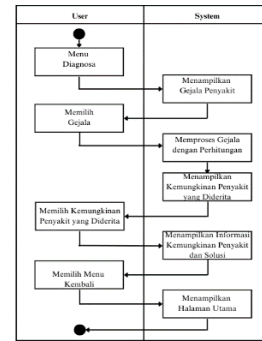 User
System
Menu
Diagnosa
Menampilkan
Gejala Penyakit
Memilih
Gejala
Memproses Gejala
dengan Perhitungan
Menampilkan
Kemungkinan Penyakit
yang Diderita
Memilih Kemungkinan
Penyakit yang Diderita
Menampilkan Informasi
Kemungkinan Penyakit
dan Solusi
Memilih Menu
Kembali
Menampilkan
Halaman Utama